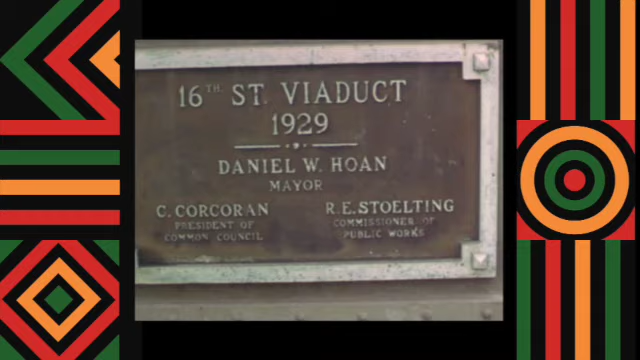 16TH ST. VIADUCT
1929
DANIEL W. HOAN
MAYOR
C. CORCORAN
PRESIDENT OF
COMMON COUNCIL
R.E. STOELTING
COMMISSIONER OF
PUBLIC WORKS